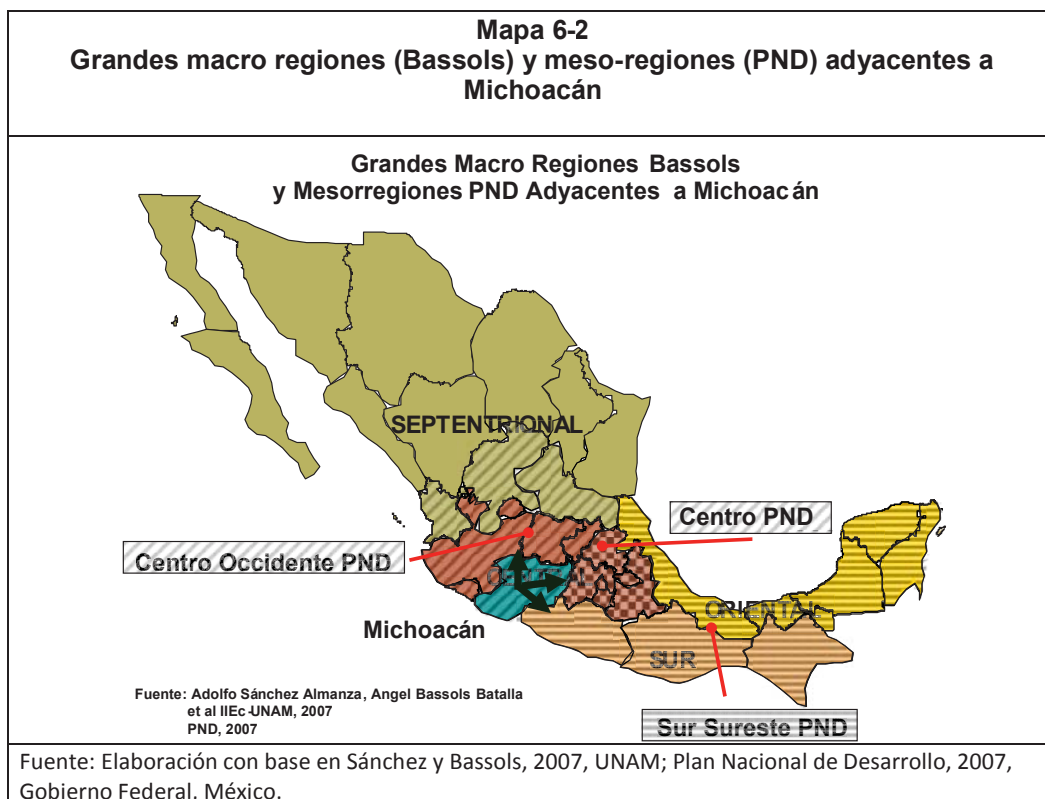 Mapa 6-2
Grandes macro regiones (Bassols) y meso-regiones (PND) adyacentes a
Michoacán
Grandes Macro Regiones Bassols
y Mesorregiones PND Adyacentes a Michoacán
SEPTENTRIONAL
Centro PND
Centro Occidente PND
CENTRAL
ORIENTAL
Michoacán
SUR
Fuente: Adolfo Sánchez Almanza, Angel Bassols Batalla
et al IIEc-UNAM, 2007
PND, 2007
Sur Sureste PND
Fuente: Elaboración con base en Sánchez y Bassols, 2007, UNAM; Plan Nacional de Desarrollo, 2007,
Gobierno Federal, México.